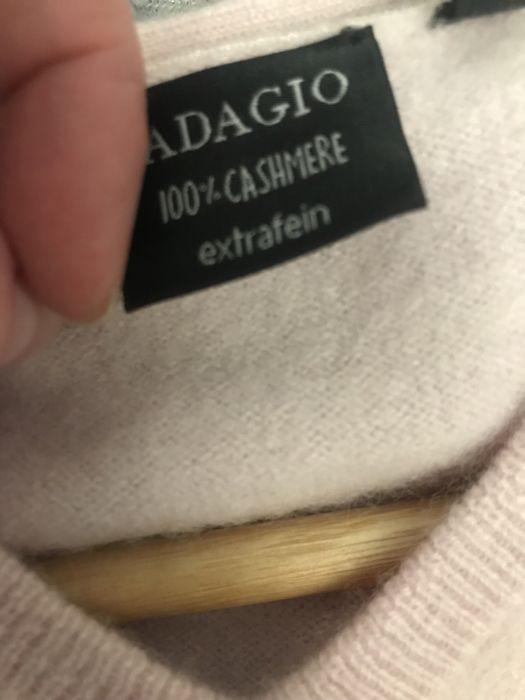 ADAGIO
100% CASHMERE
extrafein